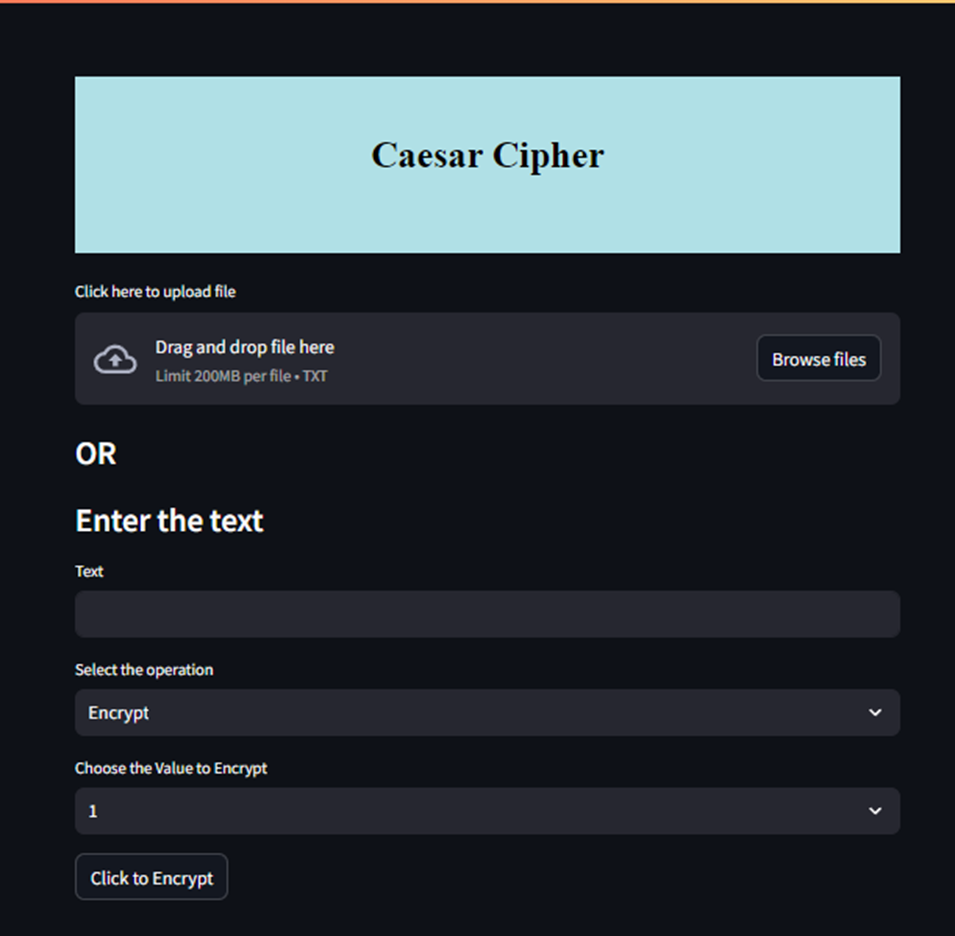 Caesar Cipher
Click here to upload file
Drag and drop file here
Limit 200MB per file • TXT
Browse files
OR
Enter the text
Text
Select the operation
Encrypt
Choose the Value to Encrypt
1
Click to Encrypt